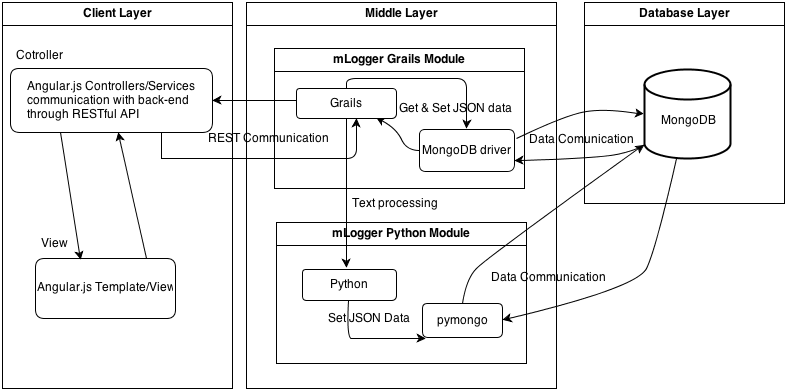 Client Layer
Middle Layer
Database Layer
Cotroller
Angular.js Controllers/Services
communication with back-end
through RESTful API
mLogger Grails Module
Grails
Get & Set JSON data
MongoDB driver
MongoDB
REST Communication
Data Comunication
Text processing
View
Angular.js Template/View
mLogger Python Module
Python
Data Communication
Set JSON Data
pymongo